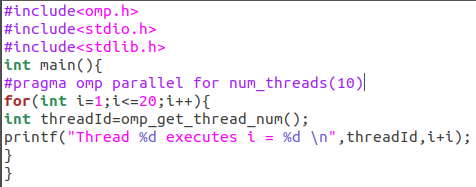 #include<omp.h>
#include<stdio.h>
#include<stdlib.h>
int main(){
#pragma omp parallel for num_threads(10)
for(int i=1;i<=20;i++){
int threadId=omp_get_thread_num();
printf("Thread %d executes i = %d \n",threadId,i+i);
}
}